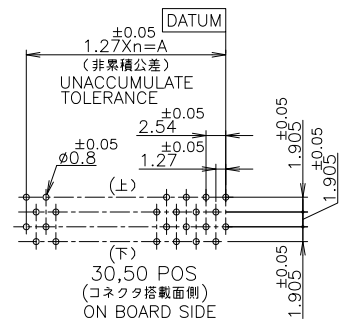 DATUM
±0.05
1.27Xn=A
(非累積公差)
UNACCUMULATE
TOLERANCE
±0.05
2.54
±0.05
1.27
±0.05
ø0.8
±0.05
1.905
±0.05
1.905
±0.05
1.905
(上)
(下)
30,50 POS
(コネクタ搭載面側)
ON BOARD SIDE